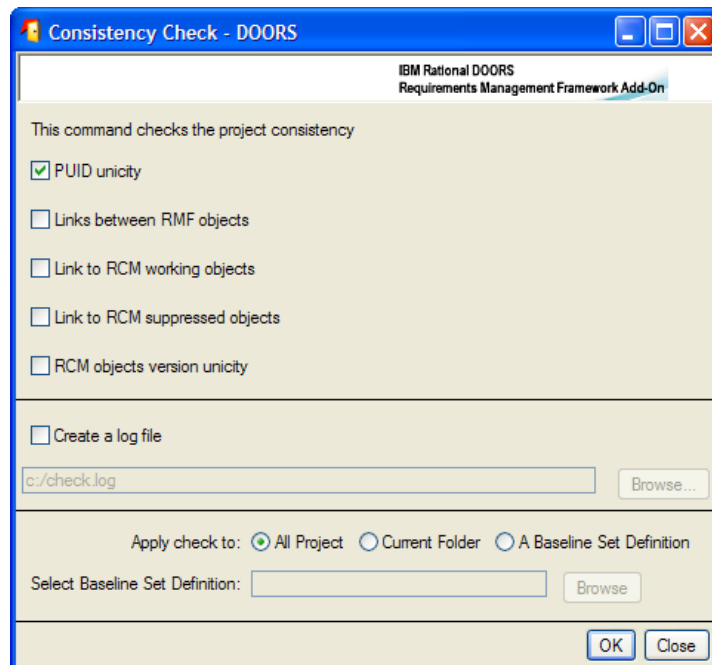 Consistency Check - DOORS
IBM Rational DOORS
Requirements Management Framework Add-On
This command checks the project consistency
PUID unicity
Links between RMF objects
Link to RCM working objects
Link to RCM suppressed objects
RCM objects version unicity
Create a log file
c:/check.log
Browse...
Apply check to: All Project Current Folder A Baseline Set Definition
Select Baseline Set Definition: Browse
OK Close